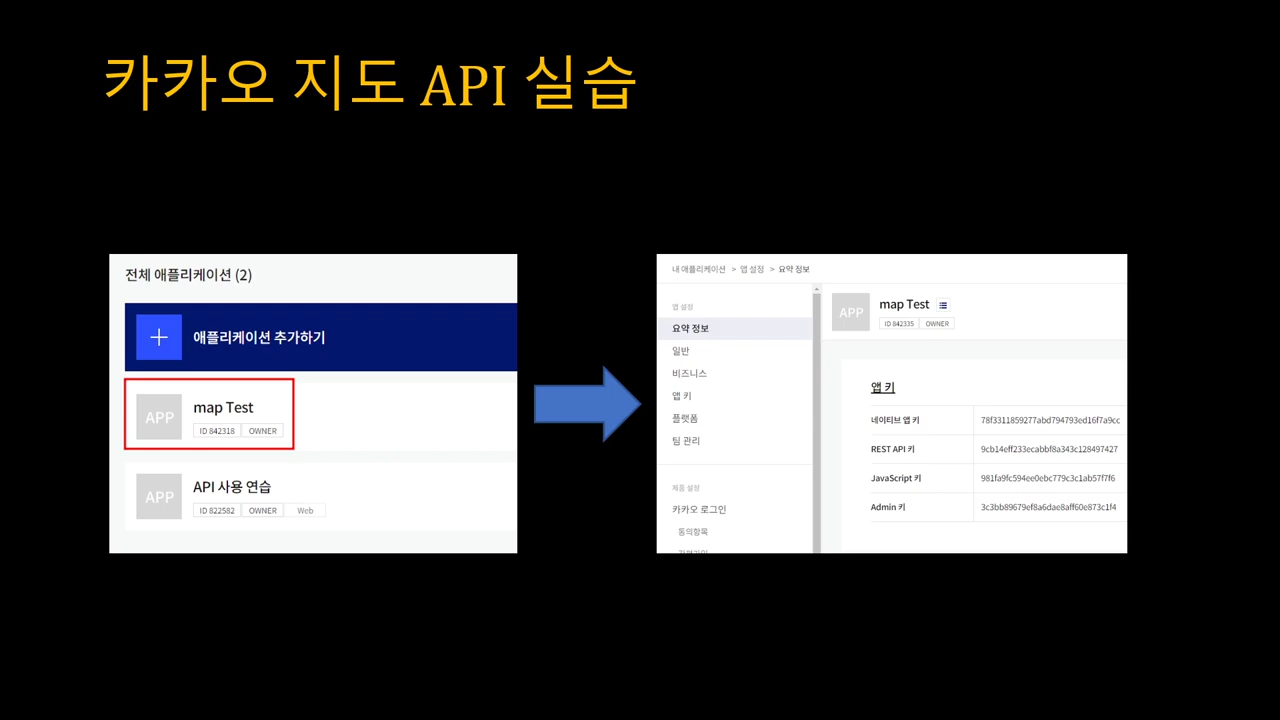 카카오 지도 API 실습
전체 애플리케이션 (2)
애플리케이션 추가하기
APP
map Test
ID 842318 OWNER
APP
API 사용 연습
ID 822582 OWNER Web
내 애플리케이션 > 앱 설정 > 요약 정보
앱 설정
요약 정보
일반
비즈니스
앱 키
플랫폼
팀 관리
제품 설정
카카오 로그인
동의항목
APP
map Test
ID 842335 OWNER
앱 키
네이티브 앱 키 78f3311859277abd794793ed16f7a9cc
REST API 키 9cb14eff233ecabbf8a343c128497427
JavaScript 키 981fa9fc594ee0ebc779c3c1ab57f7f6
Admin 키 3c3bb89679ef8a6dae8aff60e873c1f4